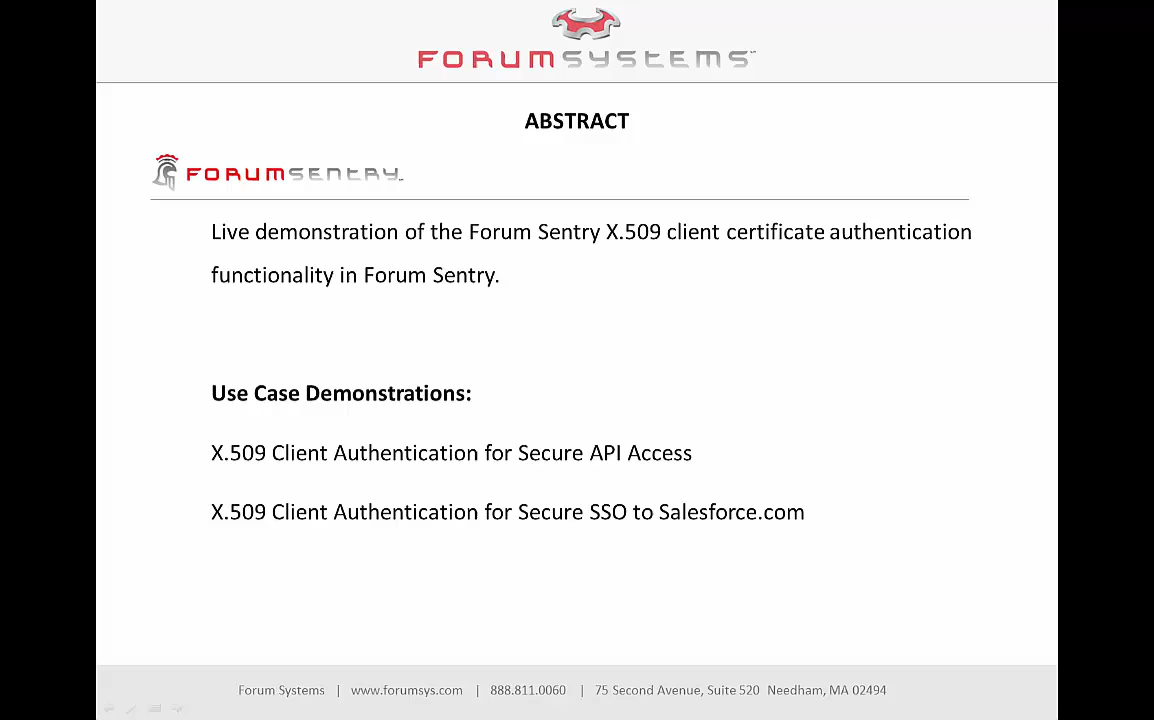 FORUMSYSTEMS
ABSTRACT
FORUMSENTRY
Live demonstration of the Forum Sentry X.509 client certificate authentication
functionality in Forum Sentry.
Use Case Demonstrations:
X.509 Client Authentication for Secure API Access
X.509 Client Authentication for Secure SSO to Salesforce.com
Forum Systems | www.forumsys.com | 888.811.0060 | 75 Second Avenue, Suite 520 Needham, MA 02494